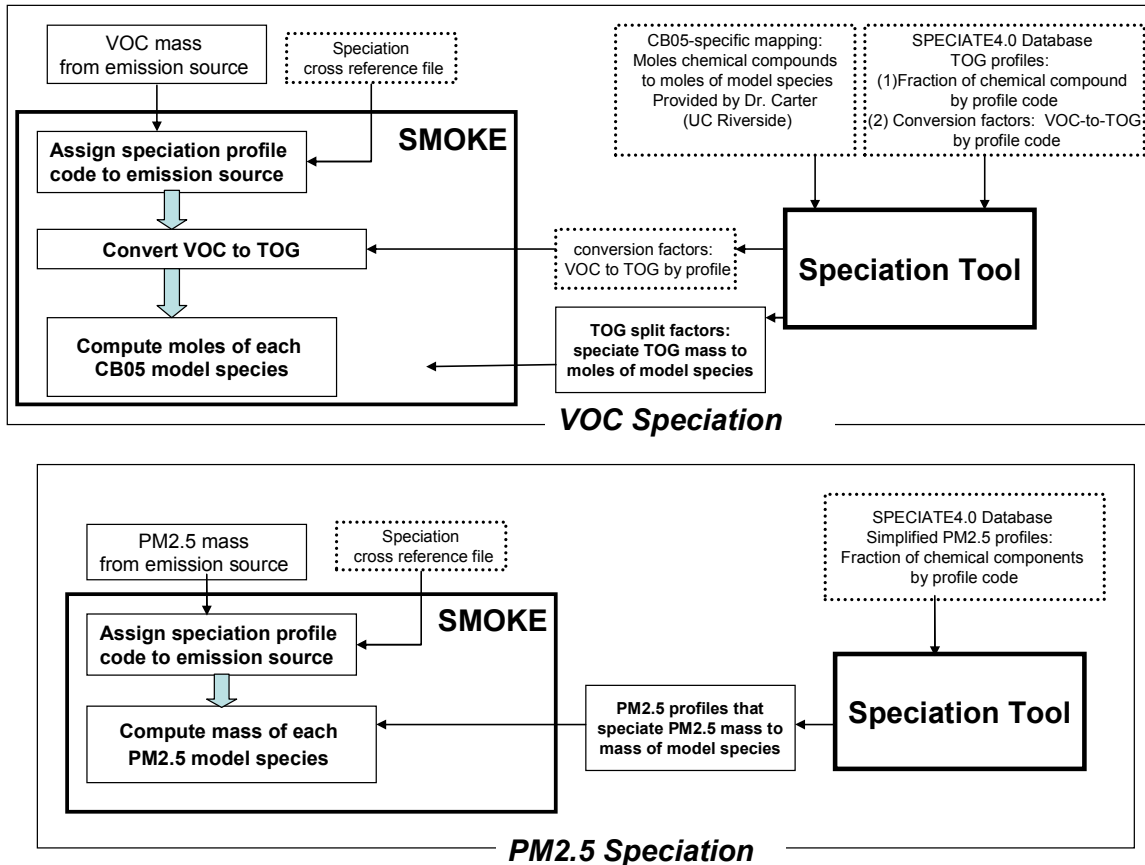 VOC mass
from emission source
Speciation
cross reference file
CB05-specific mapping:
Moles chemical compounds
to moles of model species
Provided by Dr. Carter
(UC Riverside)
SPECIATE4.0 Database
TOG profiles:
(1)Fraction of chemical compound
by profile code
(2) Conversion factors: VOC-to-TOG
by profile code
SMOKE
Assign speciation profile
code to emission source
Convert VOC to TOG
Compute moles of each
CB05 model species
conversion factors:
VOC to TOG by profile
TOG split factors:
speciate TOG mass to
moles of model species
Speciation Tool
VOC Speciation
PM2.5 mass
from emission source
Speciation
cross reference file
SPECIATE4.0 Database
Simplified PM2.5 profiles:
Fraction of chemical components
by profile code
SMOKE
Assign speciation profile
code to emission source
Compute mass of each
PM2.5 model species
PM2.5 profiles that
speciate PM2.5 mass to
mass of model species
Speciation Tool
PM2.5 Speciation